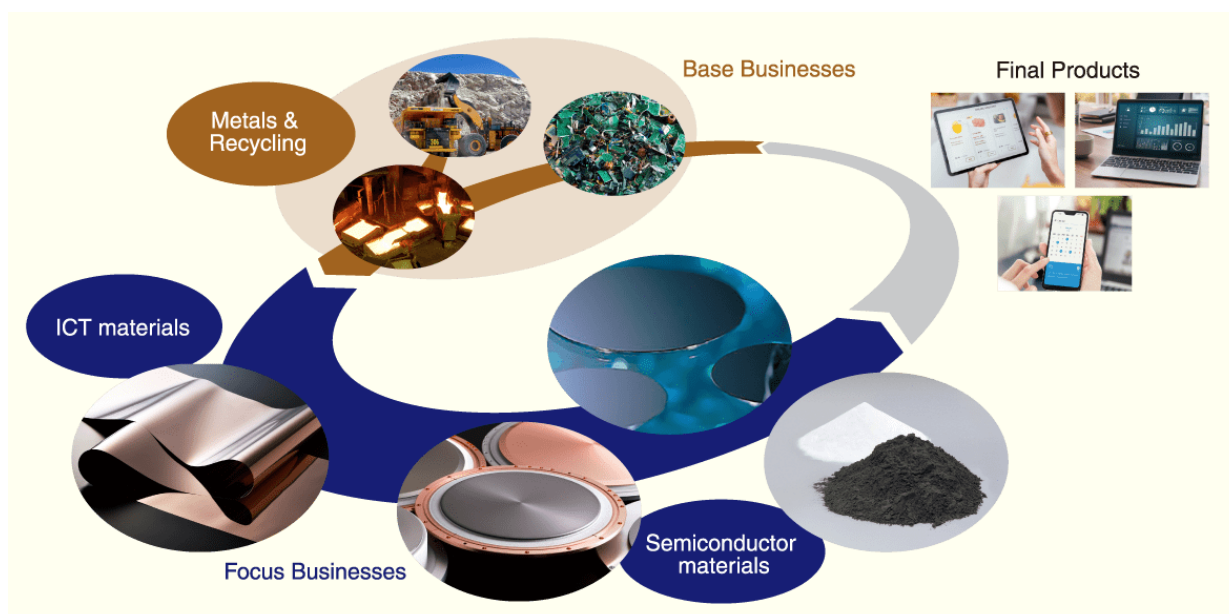 Base Businesses
Final Products
Metals &
Recycling
ICT materials
Focus Businesses
Semiconductor
materials